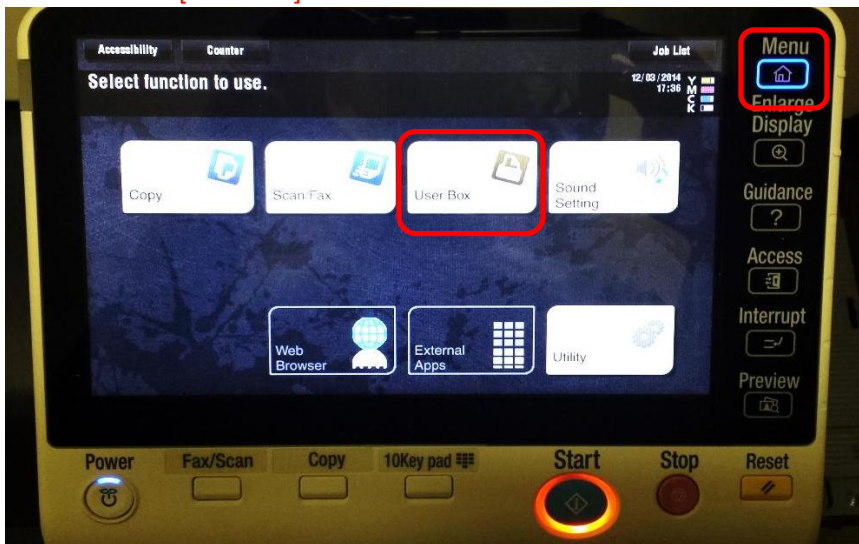 Accessibility Counter Job List Menu
Select function to use. 12/03/2014 Y
17:36 M
C
K
Enlarge
Display
Copy Scan/Fax User Box Sound
Setting
Guidance
?
Access
Interrupt
Web
Browser External
Apps Utility
Preview
Power Fax/Scan Copy 10Key pad Start Stop Reset